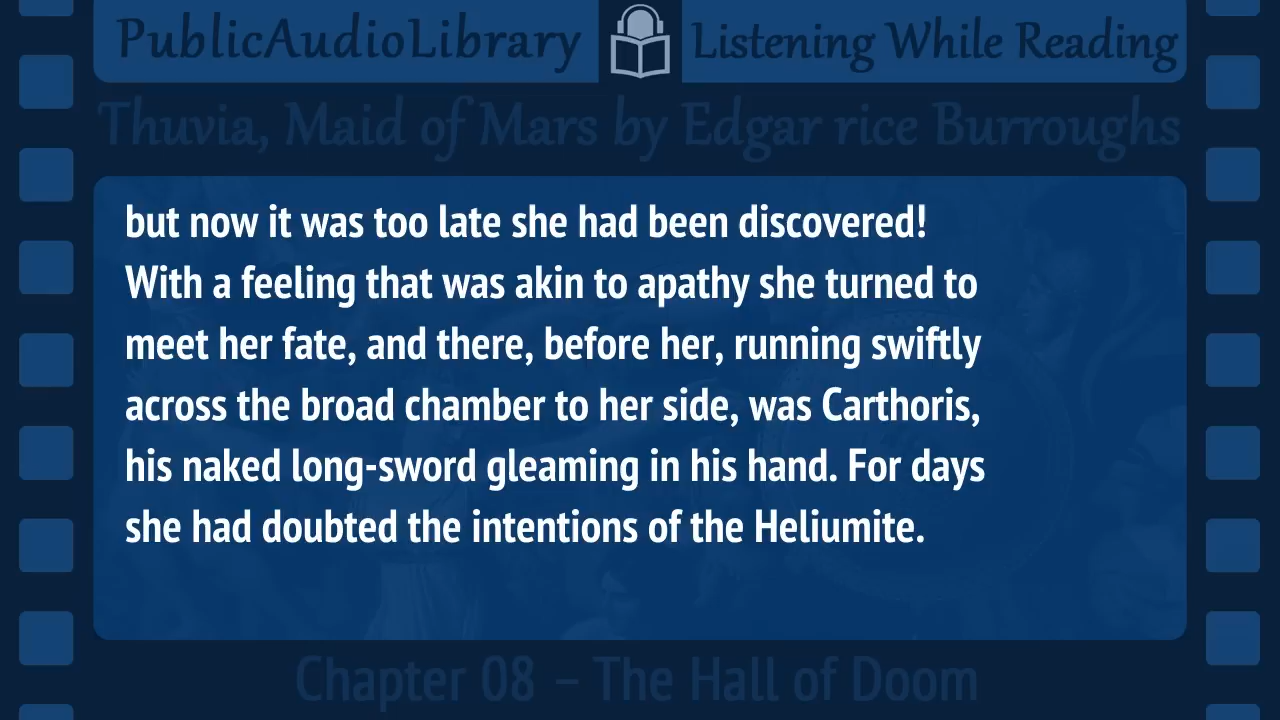 PublicAudioLibrary Listening While Reading
Thuvia, Maid of Mars by Edgar rice Burroughs
but now it was too late she had been discovered!
With a feeling that was akin to apathy she turned to
meet her fate, and there, before her, running swiftly
across the broad chamber to her side, was Carthoris,
his naked long-sword gleaming in his hand. For days
she had doubted the intentions of the Heliumite.
Chapter 08 – The Hall of Doom